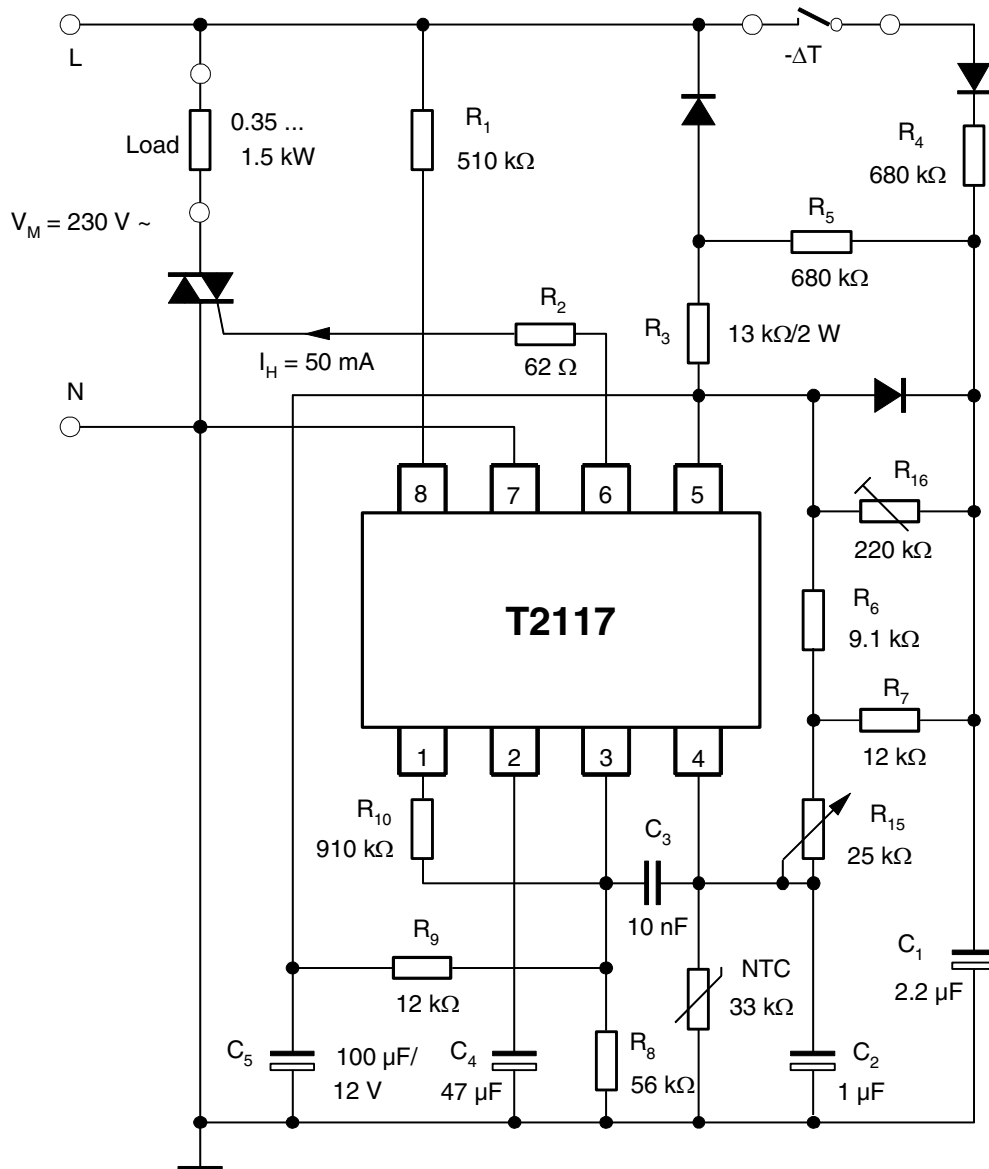 L
-ΔT
Load
0.35 ...
1.5 kW
R1
510 kΩ
R4
680 kΩ
VM = 230 V ~
R5
680 kΩ
R2
62 Ω
IH = 50 mA
R3
13 kΩ/2 W
N
8
7
6
5
R16
220 kΩ
T2117
R6
9.1 kΩ
R7
12 kΩ
1
2
3
4
R10
910 kΩ
C3
10 nF
R15
25 kΩ
R9
12 kΩ
NTC
33 kΩ
C1
2.2 µF
C5
100 µF/
12 V
C4
47 µF
R8
56 kΩ
C2
1 µF